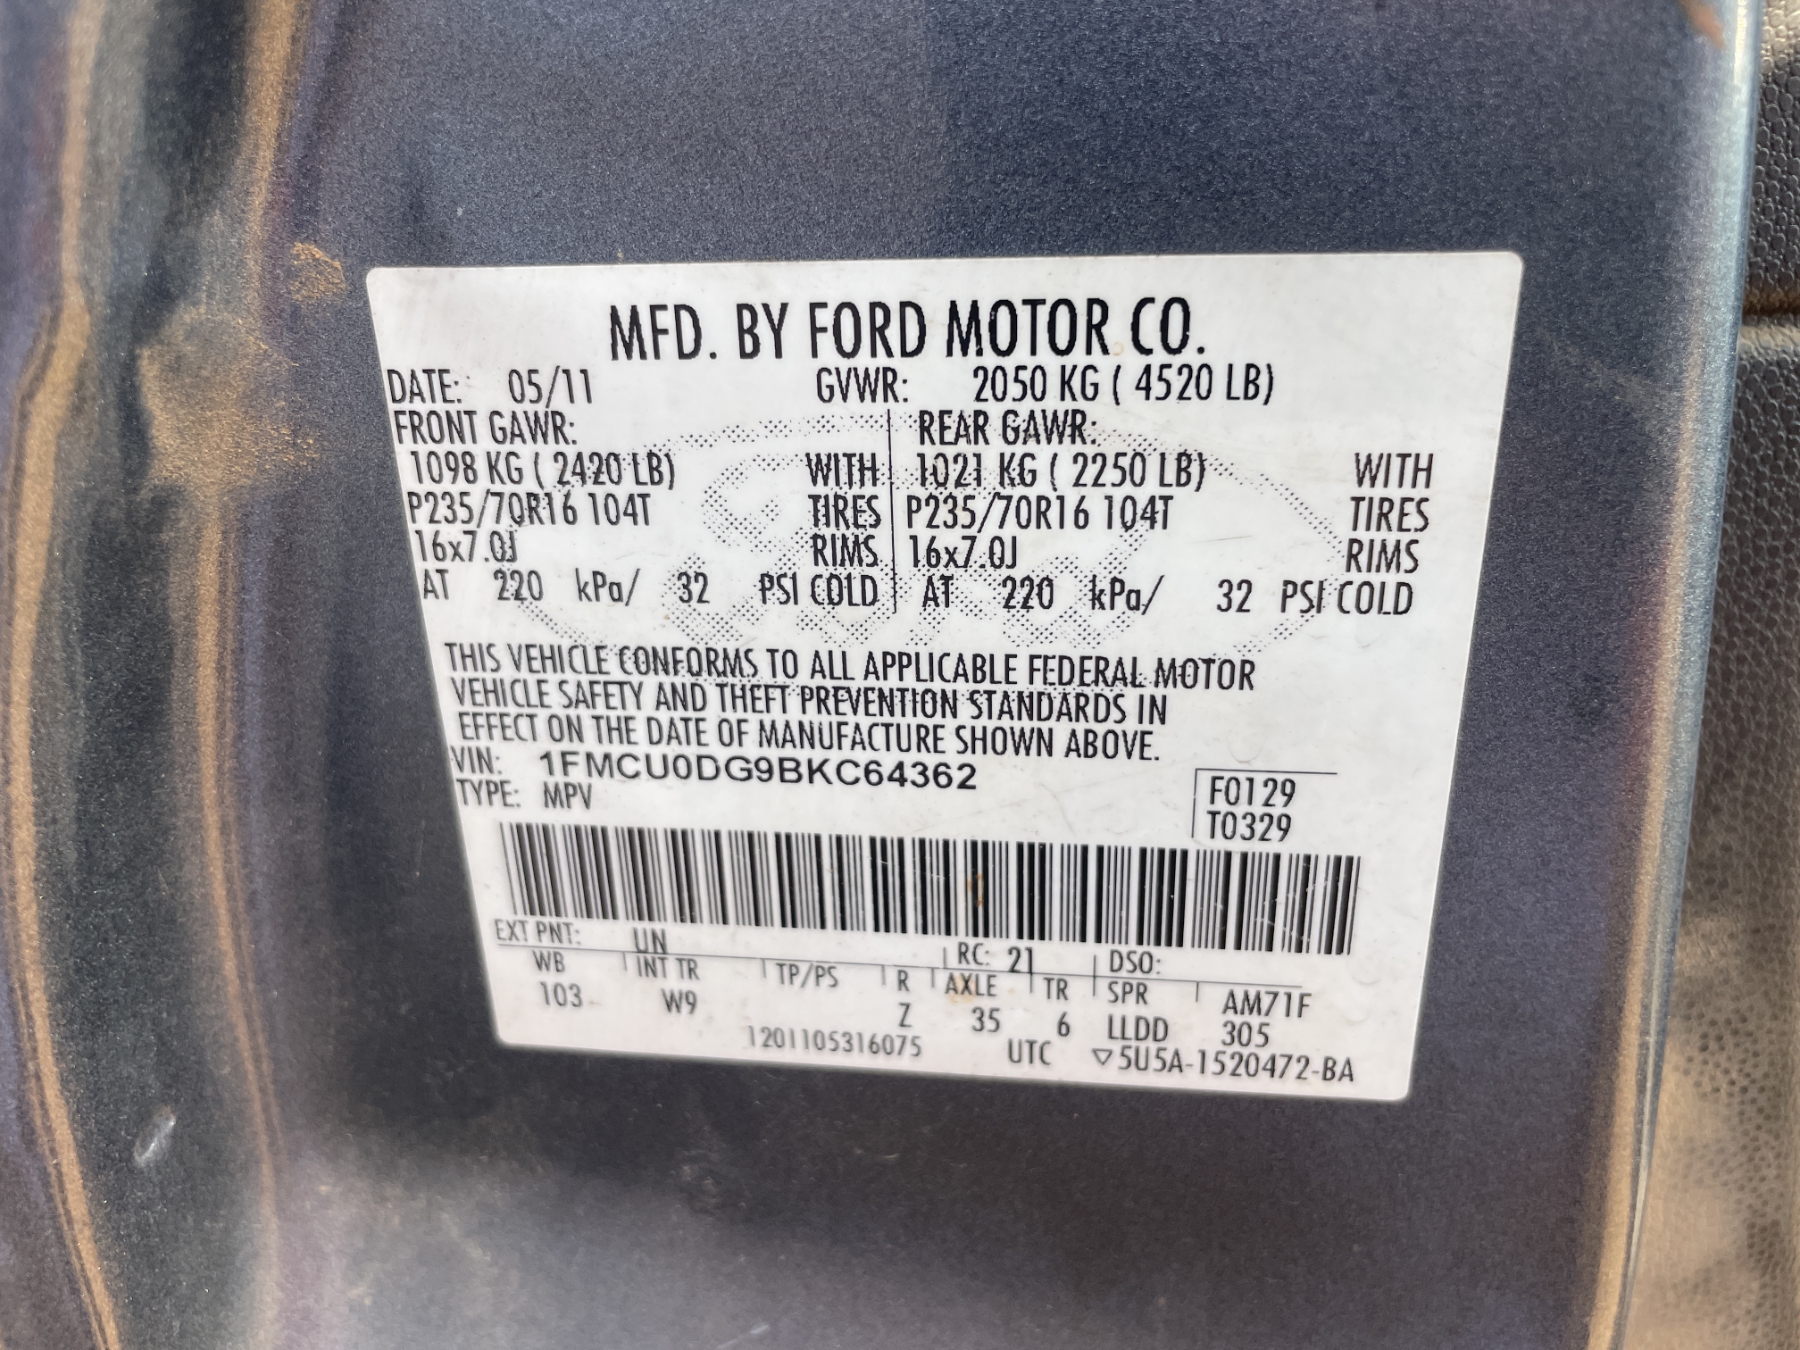 MFD. BY FORD MOTOR CO.
DATE: 05/11 GVWR: 2050 KG ( 4520 LB)
FRONT GAWR: REAR GAWR:
1098 KG ( 2420 LB) WITH 1021 KG ( 2250 LB) WITH
P235/70R16 104T TIRES P235/70R16 104T TIRES
16x7.0J RIMS 16x7.0J RIMS
AT 220 kPa/ 32 PSI COLD AT 220 kPa/ 32 PSI COLD
THIS VEHICLE CONFORMS TO ALL APPLICABLE FEDERAL MOTOR
VEHICLE SAFETY AND THEFT PREVENTION STANDARDS IN
EFFECT ON THE DATE OF MANUFACTURE SHOWN ABOVE.
VIN: 1FMCU0DG9BKC64362
TYPE: MPV
F0129
T0329
EXT PNT: UN RC: 21 DSO:
WB INT TR TP/PS R AXLE TR SPR AM71F
103 W9 Z 35 6 LLDD 305
1201105316075 UTC ▽5U5A-1520472-BA
Ford